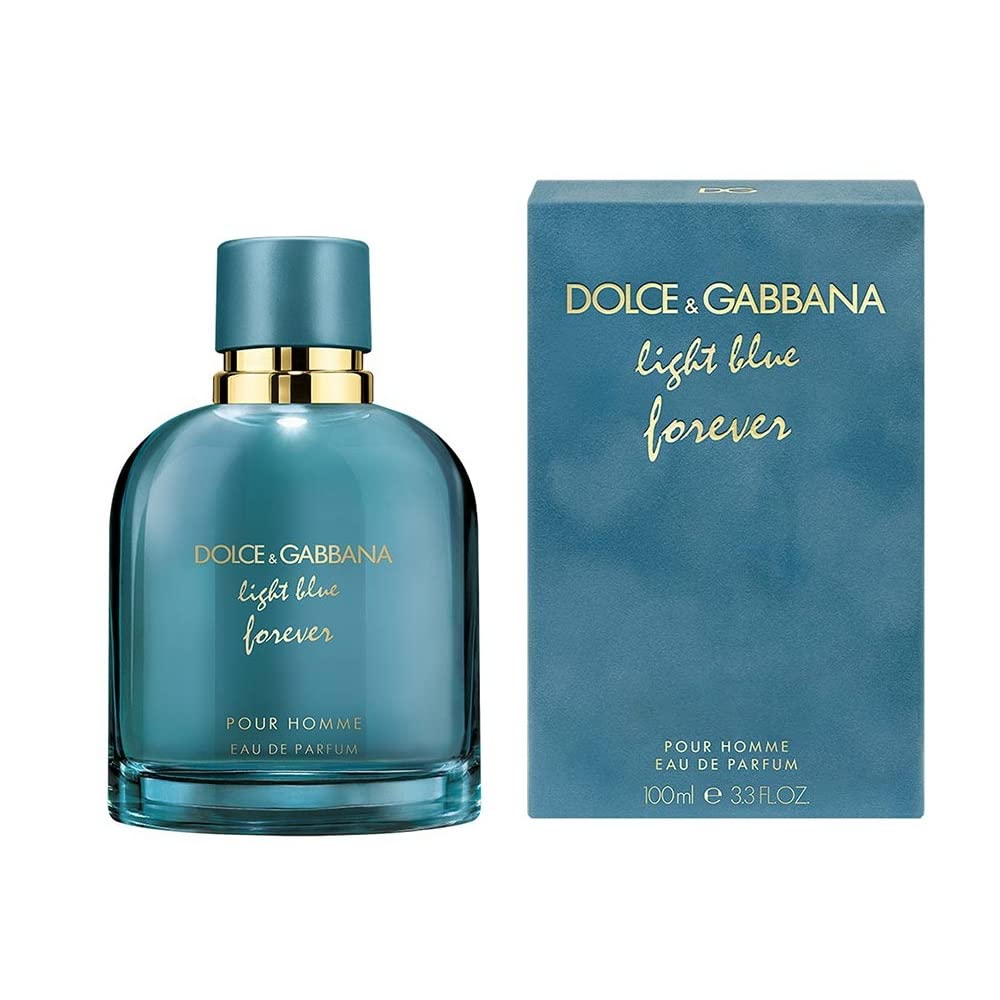 DOLCE & GABBANA
light blue
forever
POUR HOMME
EAU DE PARFUM
DG
DOLCE & GABBANA
light blue
forever
POUR HOMME
EAU DE PARFUM
100ml ℮ 3.3 FL.OZ.